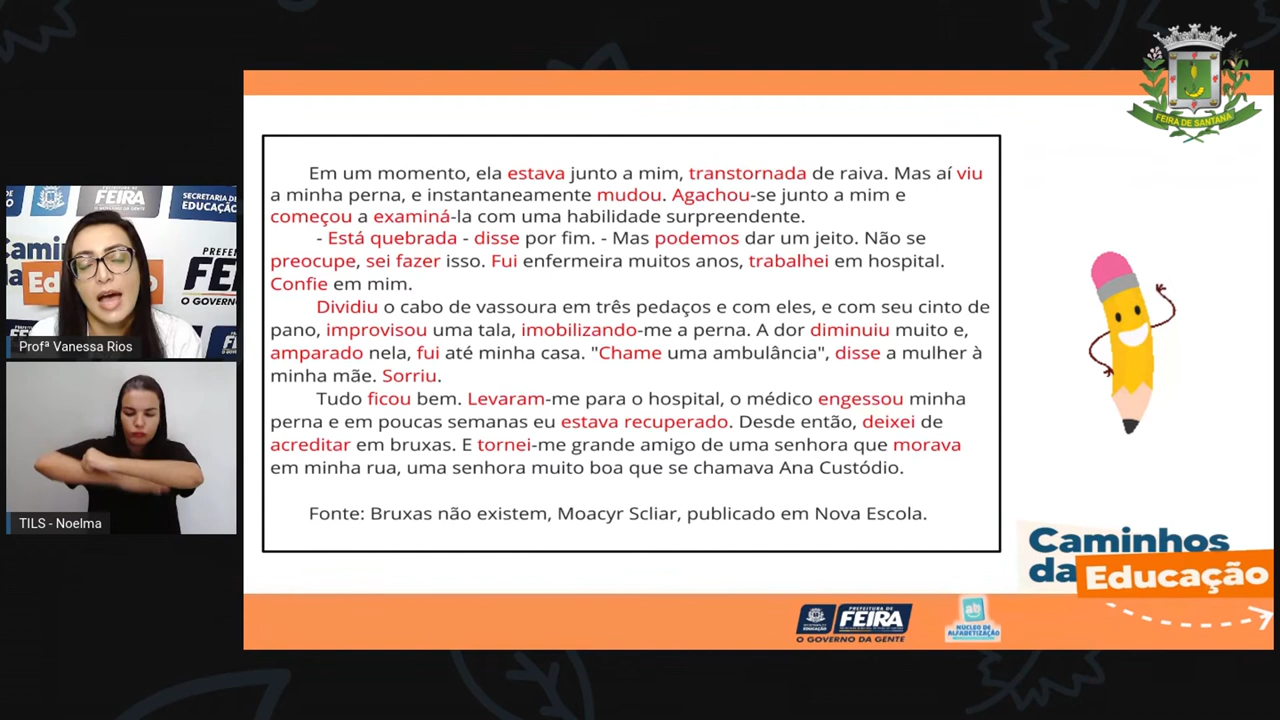 FEIRA DE SANTANA
Em um momento, ela estava junto a mim, transtornada de raiva. Mas aí viu
a minha perna, e instantaneamente mudou. Agachou-se junto a mim e
começou a examiná-la com uma habilidade surpreendente.
- Está quebrada - disse por fim. - Mas podemos dar um jeito. Não se
preocupe, sei fazer isso. Fui enfermeira muitos anos, trabalhei em hospital.
Confie em mim.
Dividiu o cabo de vassoura em três pedaços e com eles, e com seu cinto de
pano, improvisou uma tala, imobilizando-me a perna. A dor diminuiu muito e,
amparado nela, fui até minha casa. "Chame uma ambulância", disse a mulher à
minha mãe. Sorriu.
Tudo ficou bem. Levaram-me para o hospital, o médico engessou minha
perna e em poucas semanas eu estava recuperado. Desde então, deixei de
acreditar em bruxas. E tornei-me grande amigo de uma senhora que morava
em minha rua, uma senhora muito boa que se chamava Ana Custódio.
Fonte: Bruxas não existem, Moacyr Scliar, publicado em Nova Escola.
SECRETARIA DE
EDUCAÇÃO
PREFE
FE
O GOVERNO
Profª Vanessa Rios
TILS - Noelma
Caminhos
da Educação
PREFEITURA DE
FEIRA
O GOVERNO DA GENTE
NÚCLEO DE
ALFABETIZAÇÃO